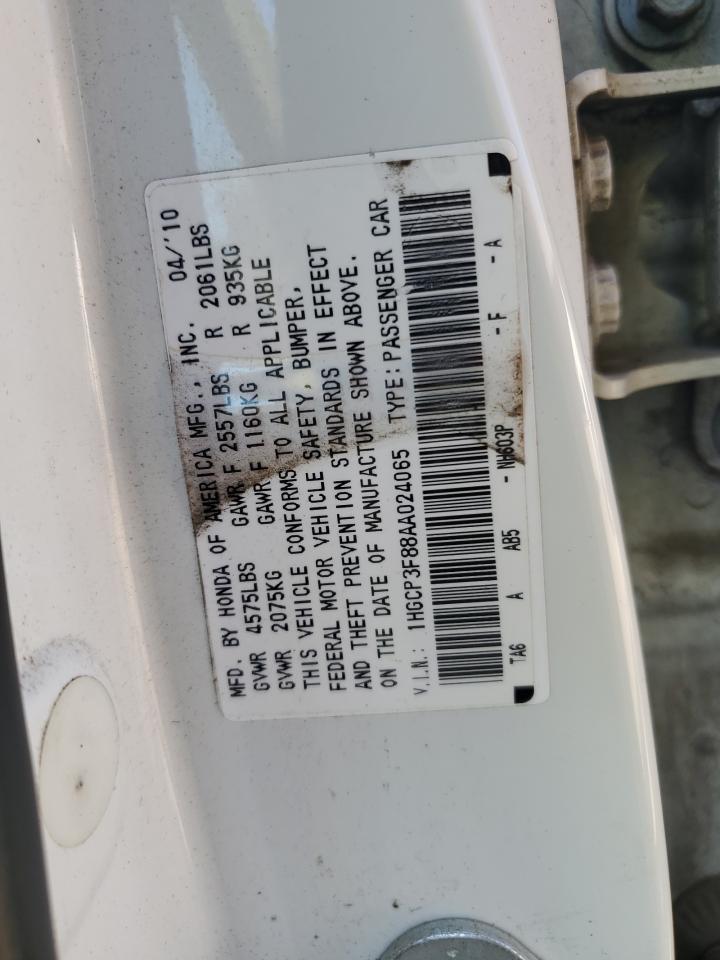 MFD. BY HONDA OF AMERICA MFG., INC. 04/'10
GVWR 4575LBS GAWR F 2557LBS R 2061LBS
GVWR 2075KG GAWR F 1160KG R 935KG
THIS VEHICLE CONFORMS TO ALL APPLICABLE
FEDERAL MOTOR VEHICLE SAFETY, BUMPER,
AND THEFT PREVENTION STANDARDS IN EFFECT
ON THE DATE OF MANUFACTURE SHOWN ABOVE.
V.I.N.: 1HGCP3F88AA024065 TYPE: PASSENGER CAR
TA6 A AB5 - NH603P - F - A